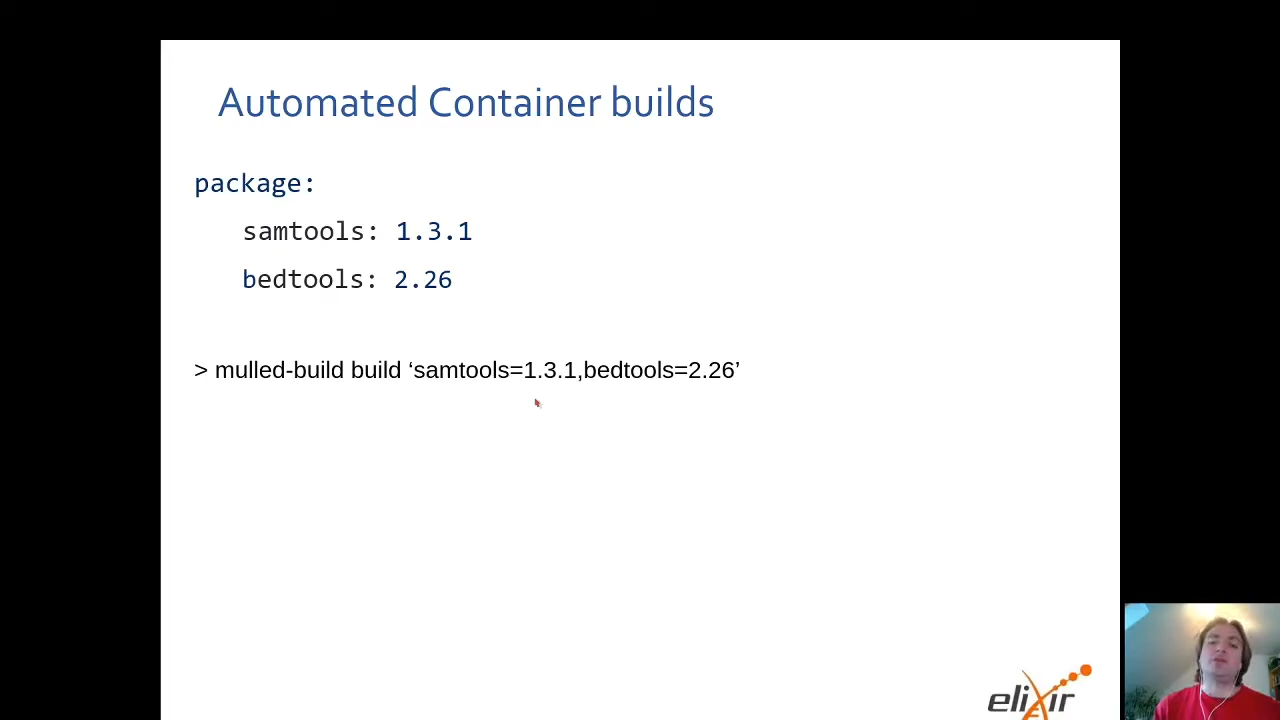 Automated Container builds
package:
samtools: 1.3.1
bedtools: 2.26
> mulled-build build ‘samtools=1.3.1,bedtools=2.26’
elixir